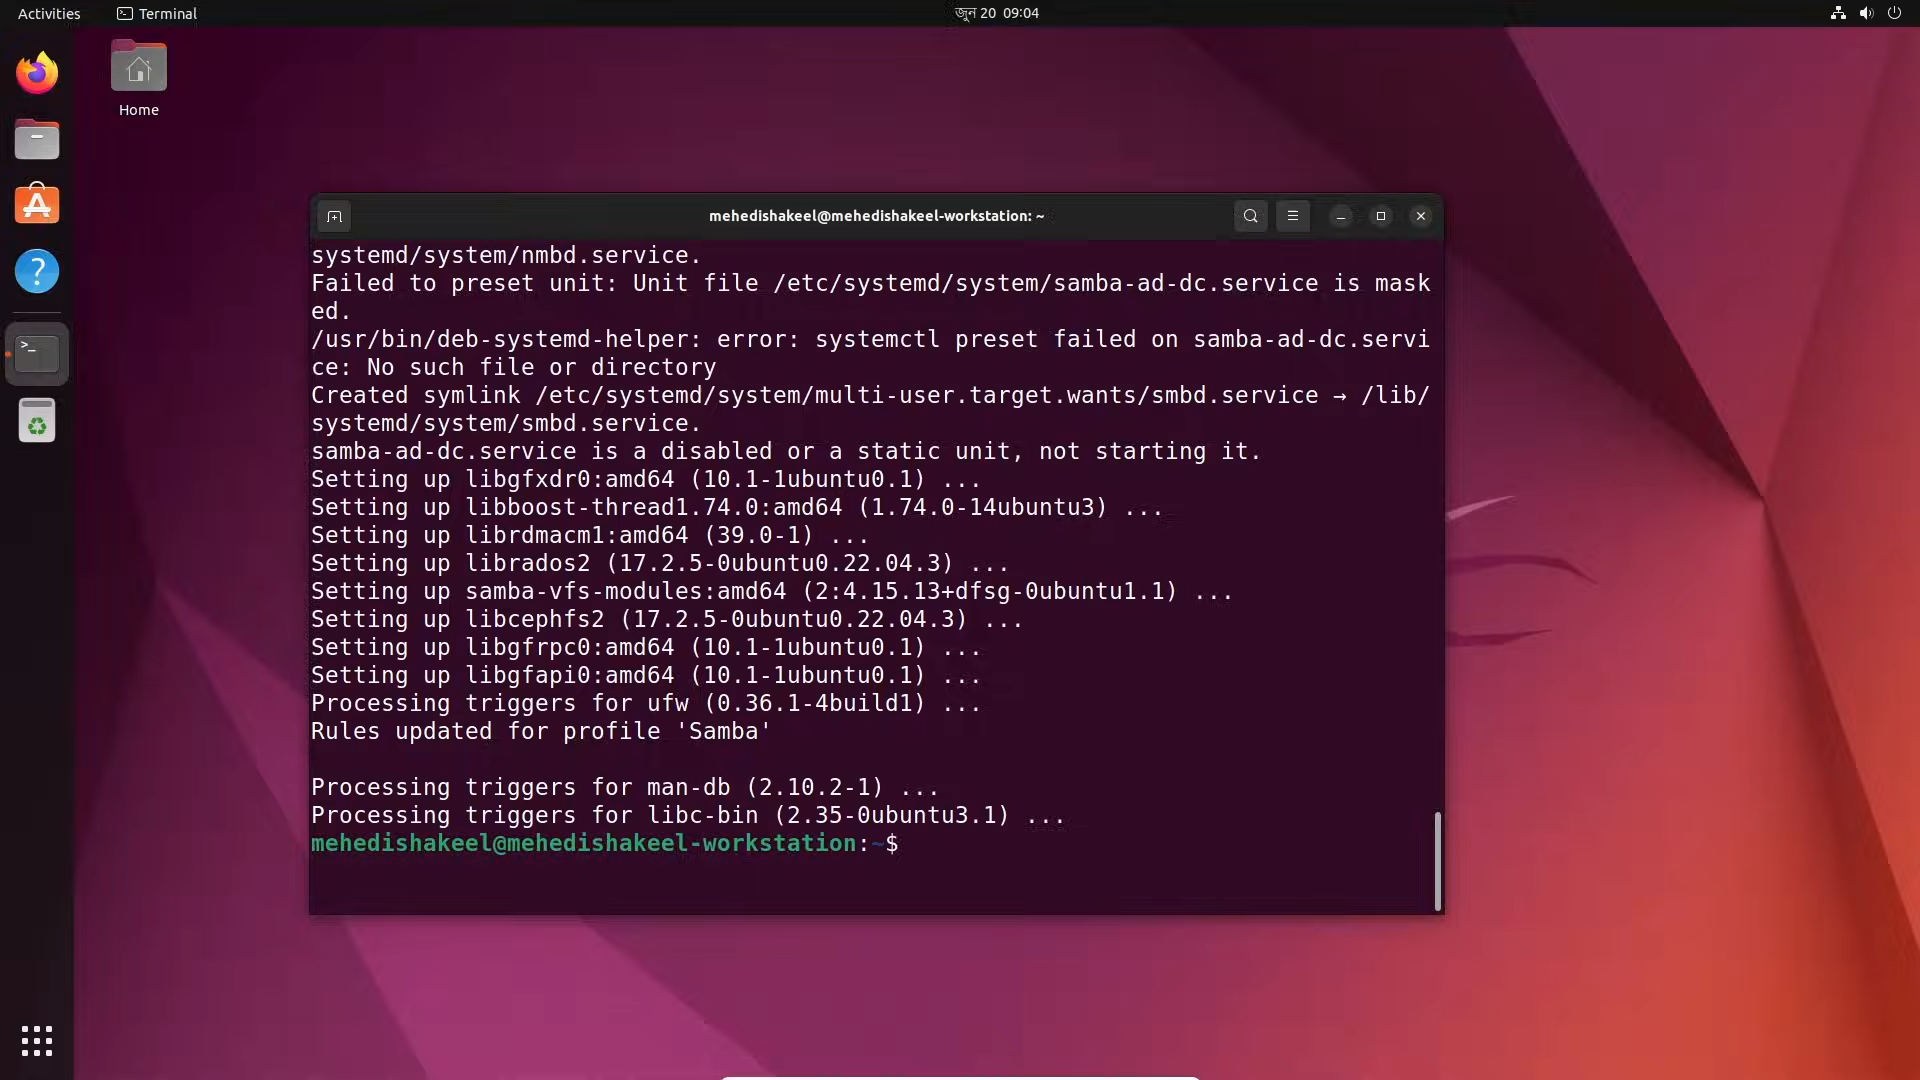 Activities
Terminal
जून 20 09:04
Home
mehedishakeel@mehedishakeel-workstation: ~
systemd/system/nmbd.service.
Failed to preset unit: Unit file /etc/systemd/system/samba-ad-dc.service is mask
ed.
/usr/bin/deb-systemd-helper: error: systemctl preset failed on samba-ad-dc.servi
ce: No such file or directory
Created symlink /etc/systemd/system/multi-user.target.wants/smbd.service → /lib/
systemd/system/smbd.service.
samba-ad-dc.service is a disabled or a static unit, not starting it.
Setting up libgfxdr0:amd64 (10.1-1ubuntu0.1) ...
Setting up libboost-thread1.74.0:amd64 (1.74.0-14ubuntu3) ...
Setting up librdmacm1:amd64 (39.0-1) ...
Setting up librados2 (17.2.5-0ubuntu0.22.04.3) ...
Setting up samba-vfs-modules:amd64 (2:4.15.13+dfsg-0ubuntu1.1) ...
Setting up libcephfs2 (17.2.5-0ubuntu0.22.04.3) ...
Setting up libgfrpc0:amd64 (10.1-1ubuntu0.1) ...
Setting up libgfapi0:amd64 (10.1-1ubuntu0.1) ...
Processing triggers for ufw (0.36.1-4build1) ...
Rules updated for profile 'Samba'
Processing triggers for man-db (2.10.2-1) ...
Processing triggers for libc-bin (2.35-0ubuntu3.1) ...
mehedishakeel@mehedishakeel-workstation:~$